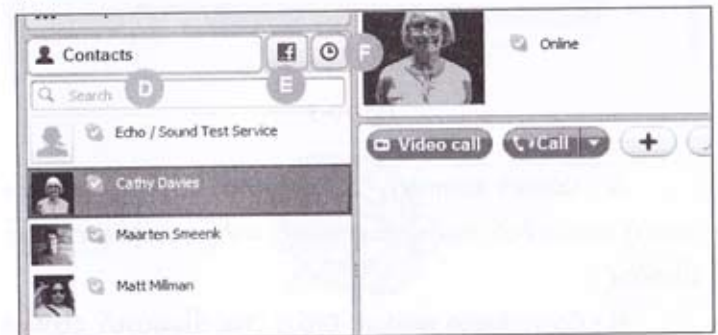 Contacts
F
Online
D
E
Search
Echo / Sound Test Service
Video call
Call
Cathy Davies
Maarten Smeenk
Matt Millman